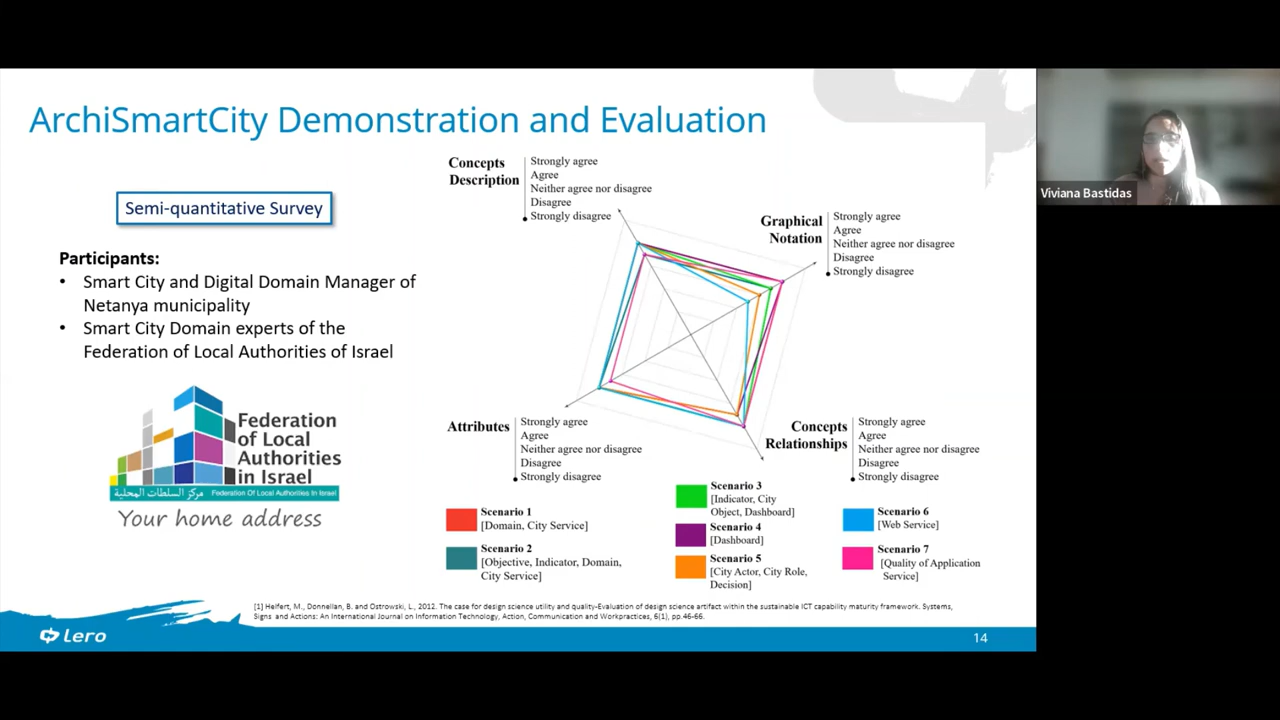 ArchiSmartCity Demonstration and Evaluation
Semi-quantitative Survey
Participants:
• Smart City and Digital Domain Manager of
Netanya municipality
• Smart City Domain experts of the
Federation of Local Authorities of Israel
Federation
of Local
Authorities
in Israel
مركز السلطات المحلية Federation Of Local Authorities In Israel
Your home address
Concepts
Description
Strongly agree
Agree
Neither agree nor disagree
Disagree
Strongly disagree
Graphical
Notation
Strongly agree
Agree
Neither agree nor disagree
Disagree
Strongly disagree
Attributes
Strongly agree
Agree
Neither agree nor disagree
Disagree
Strongly disagree
Concepts
Relationships
Strongly agree
Agree
Neither agree nor disagree
Disagree
Strongly disagree
Scenario 1
[Domain, City Service]
Scenario 2
[Objective, Indicator, Domain,
City Service]
Scenario 3
[Indicator, City
Object, Dashboard]
Scenario 4
[Dashboard]
Scenario 5
[City Actor, City Role,
Decision]
Scenario 6
[Web Service]
Scenario 7
[Quality of Application
Service]
[1] Helfert, M., Donnellan, B. and Ostrowski, L., 2012. The case for design science utility and quality-Evaluation of design science artifact within the sustainable ICT capability maturity framework. Systems,
Signs and Actions: An International Journal on Information Technology, Action, Communication and Workpractices, 6(1), pp.46-66.
Lero
14
Viviana Bastidas